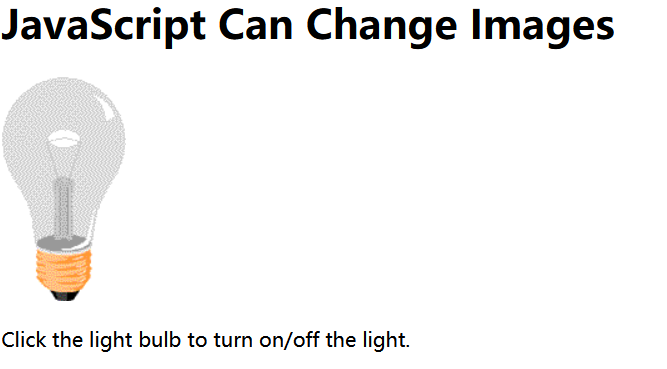 JavaScript Can Change Images
Click the light bulb to turn on/off the light.